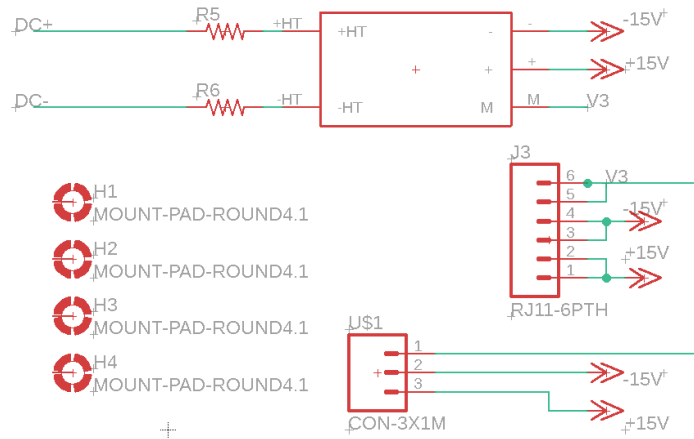 DC+
R5
+HT
+HT
-
-
-15V
+
+
+15V
DC-
R6
-HT
-HT
M
M
V3
J3
6
V3
5
4
-15V
3
2
+15V
1
RJ11-6PTH
H1
MOUNT-PAD-ROUND4.1
H2
MOUNT-PAD-ROUND4.1
H3
MOUNT-PAD-ROUND4.1
H4
MOUNT-PAD-ROUND4.1
U$1
1
2
-15V
3
+15V
CON-3X1M